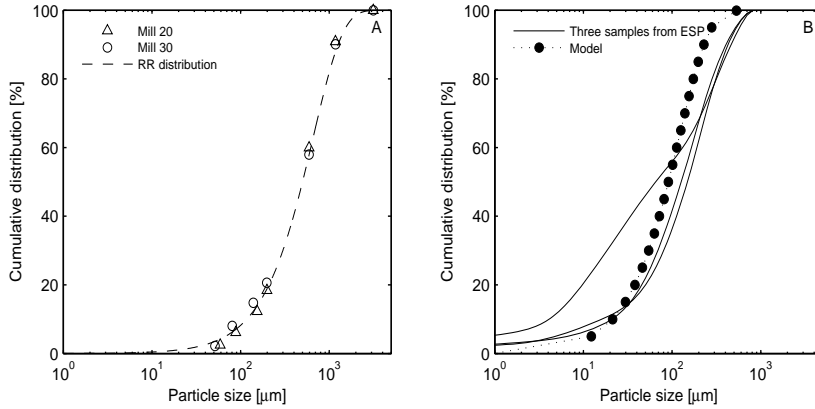 A
Mill 20
Mill 30
RR distribution
Cumulative distribution [%]
100
80
60
40
20
0
10^0 10^1 10^2 10^3
Particle size [μm]
B
Three samples from ESP
Model
Cumulative distribution [%]
100
80
60
40
20
0
10^0 10^1 10^2 10^3
Particle size [μm]